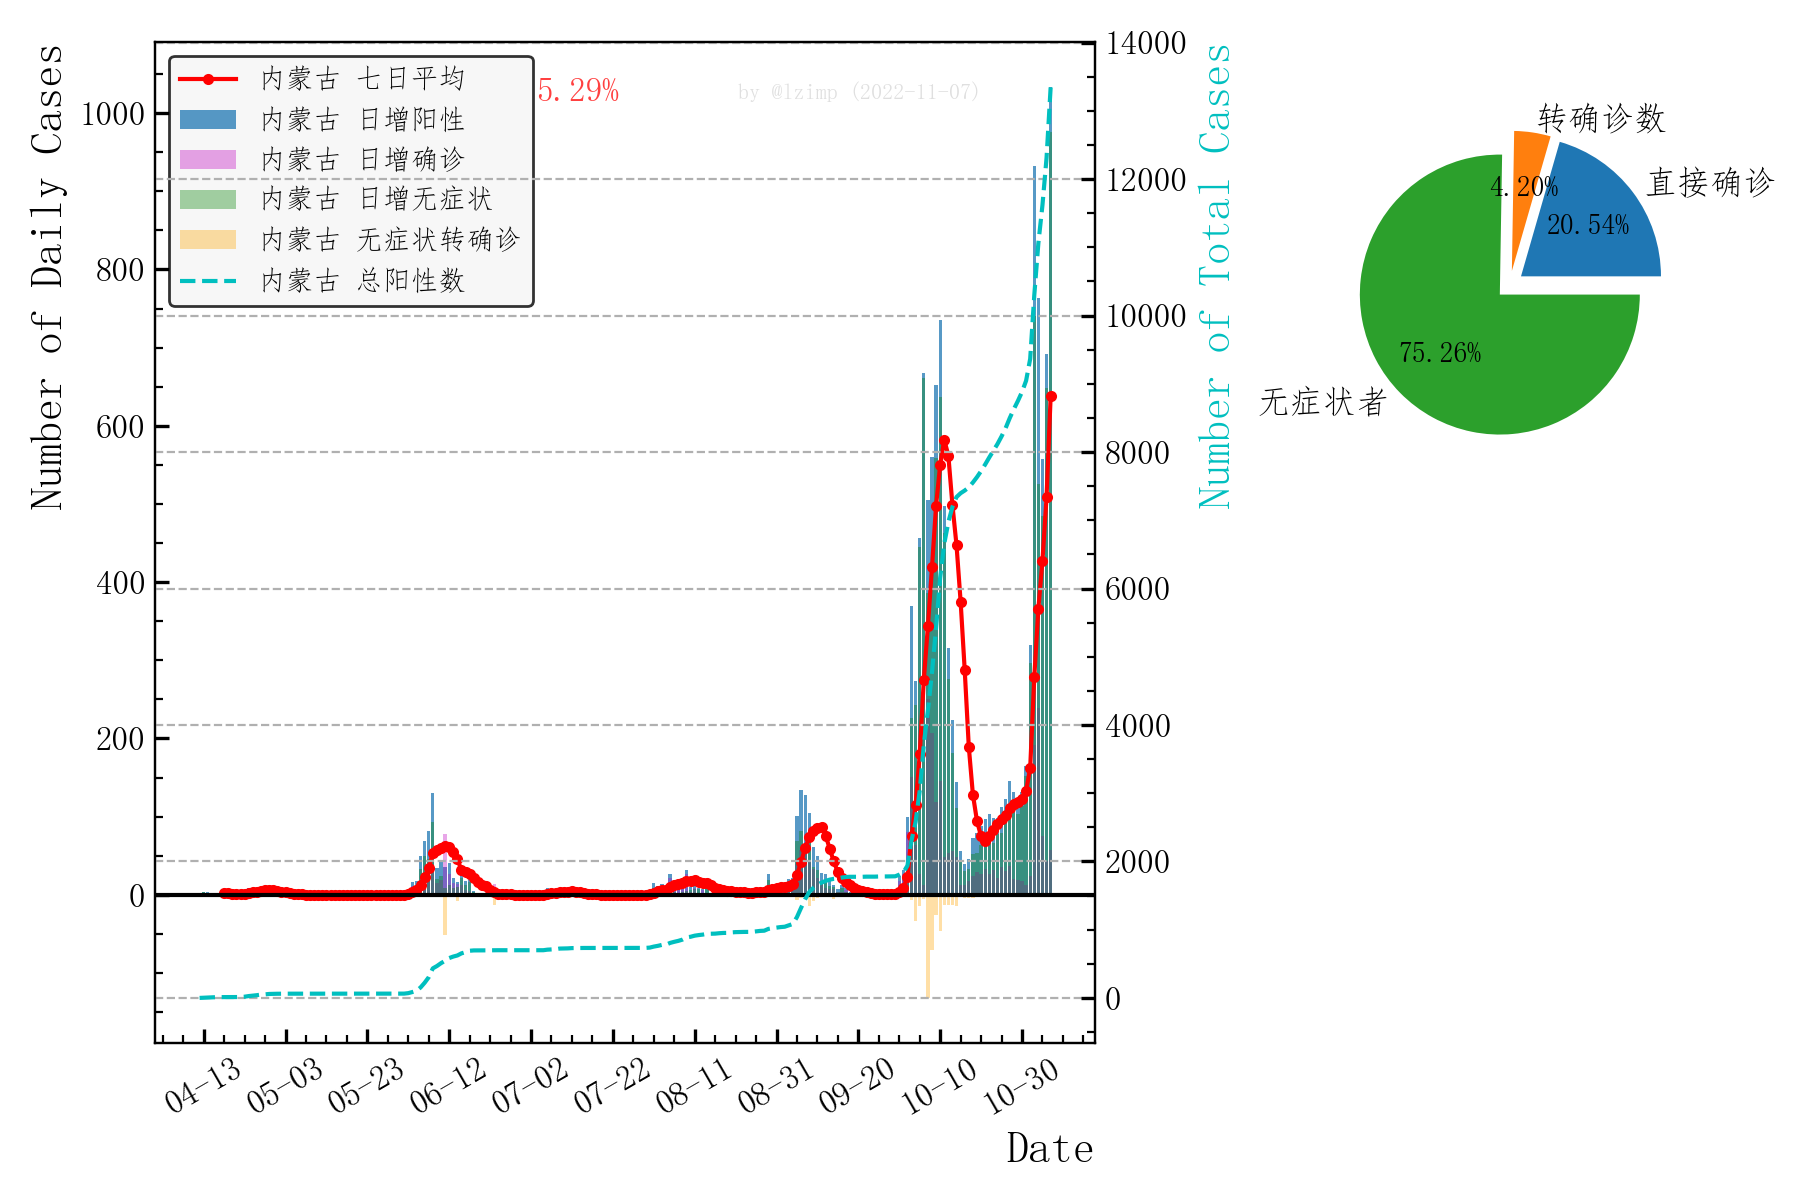 Number of Daily Cases
1000
800
600
400
200
0
内蒙古 七日平均
内蒙古 日增阳性
内蒙古 日增确诊
内蒙古 日增无症状
内蒙古 无症状转确诊
内蒙古 总阳性数
5.29%
by @lzimp (2022-11-07)
14000
12000
10000
8000
6000
4000
2000
0
Number of Total Cases
04-13
05-03
05-23
06-12
07-02
07-22
08-11
08-31
09-20
10-10
10-30
Date
转确诊数
4.20%
直接确诊
20.54%
75.26%
无症状者